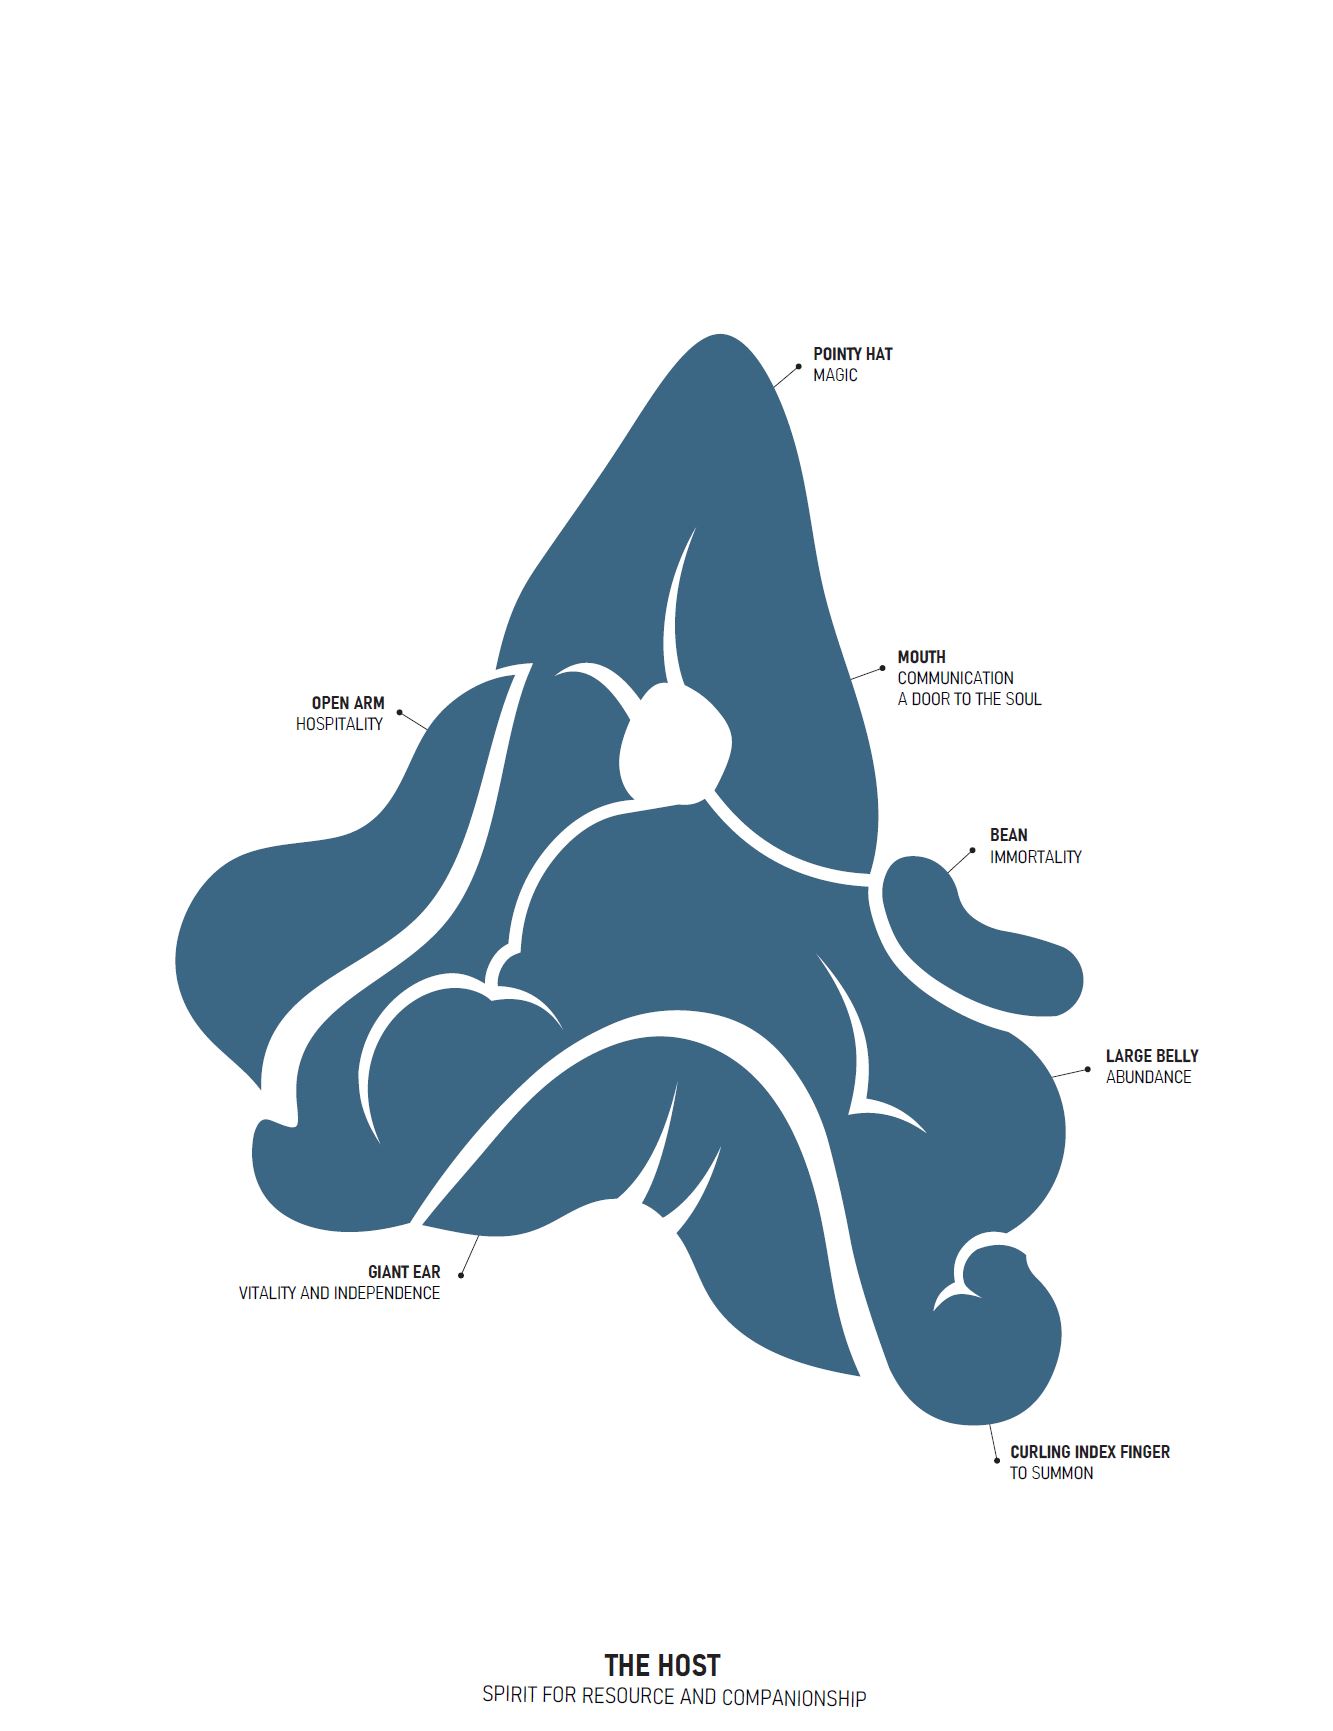 POINTY HAT
MAGIC
MOUTH
COMMUNICATION
A DOOR TO THE SOUL
OPEN ARM
HOSPITALITY
BEAN
IMMORTALITY
LARGE BELLY
ABUNDANCE
GIANT EAR
VITALITY AND INDEPENDENCE
CURLING INDEX FINGER
TO SUMMON
THE HOST
SPIRIT FOR RESOURCE AND COMPANIONSHIP